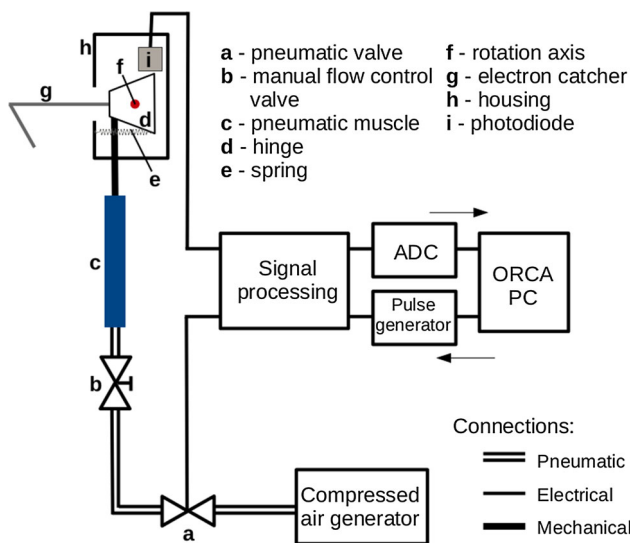 h
i
f
g
d
e
c
b
a
a - pneumatic valve
b - manual flow control
valve
c - pneumatic muscle
d - hinge
e - spring
f - rotation axis
g - electron catcher
h - housing
i - photodiode
Signal
processing
ADC
Pulse
generator
ORCA
PC
Compressed
air generator
Connections:
Pneumatic
Electrical
Mechanical